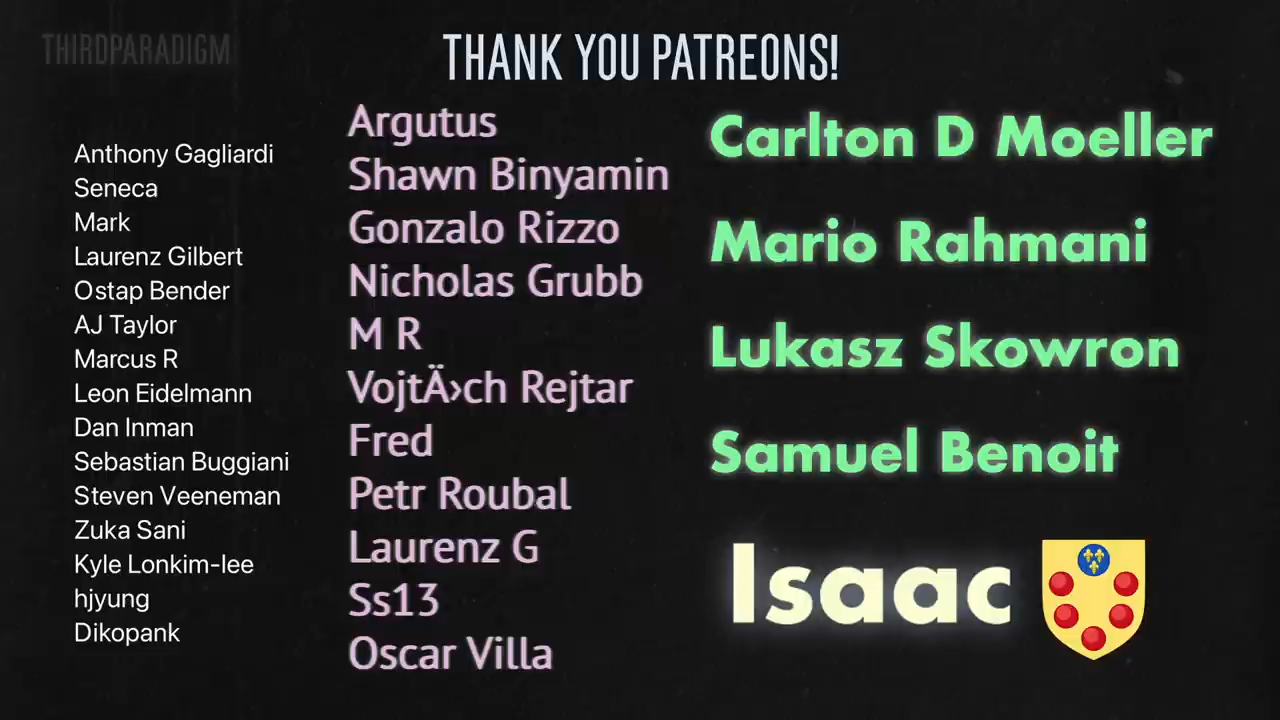 THIRDPARADIGM
THANK YOU PATREONS!
Anthony Gagliardi
Seneca
Mark
Laurenz Gilbert
Ostap Bender
AJ Taylor
Marcus R
Leon Eidelmann
Dan Inman
Sebastian Buggiani
Steven Veeneman
Zuka Sani
Kyle Lonkim-lee
hjyung
Dikopank
Argutus
Shawn Binyamin
Gonzalo Rizzo
Nicholas Grubb
M R
VojtÄ›ch Rejtar
Fred
Petr Roubal
Laurenz G
Ss13
Oscar Villa
Carlton D Moeller
Mario Rahmani
Lukasz Skowron
Samuel Benoit
Isaac